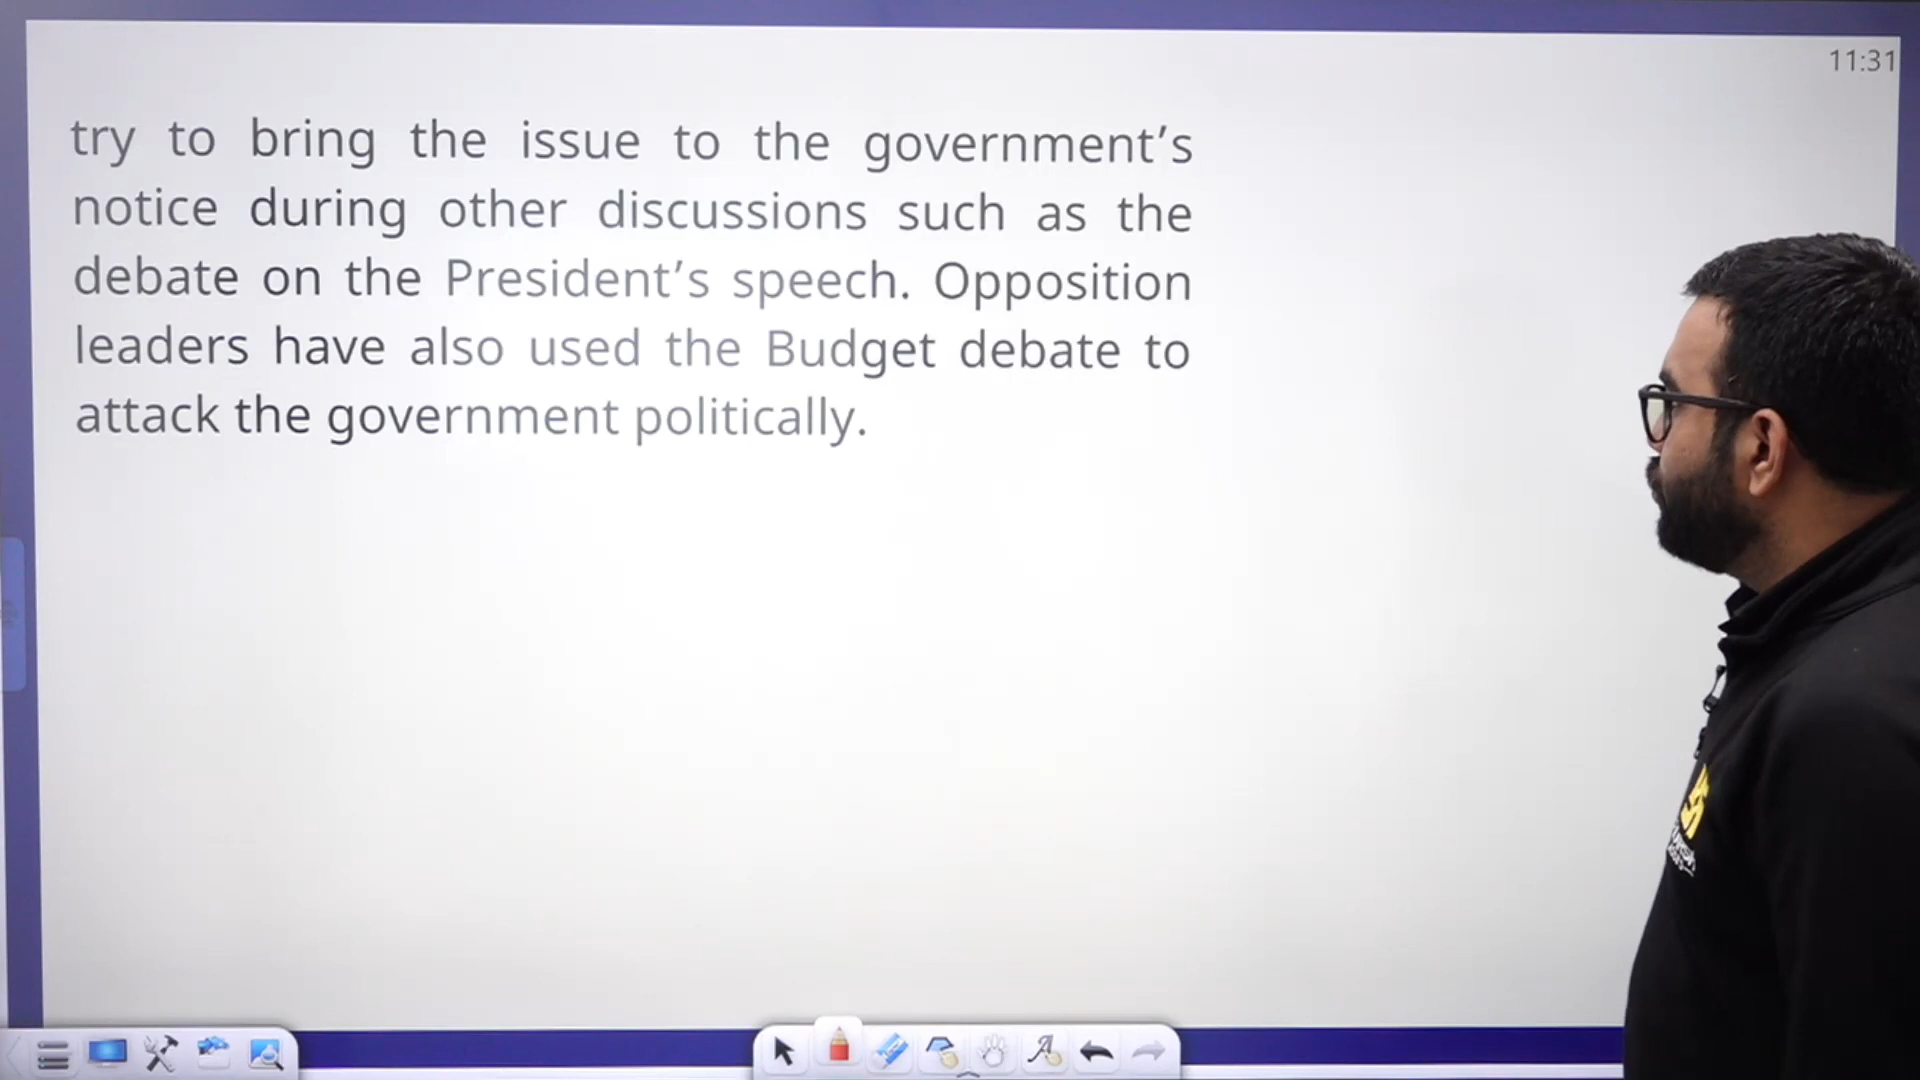 11:31
try to bring the issue to the government’s
notice during other discussions such as the
debate on the President’s speech. Opposition
leaders have also used the Budget debate to
attack the government politically.